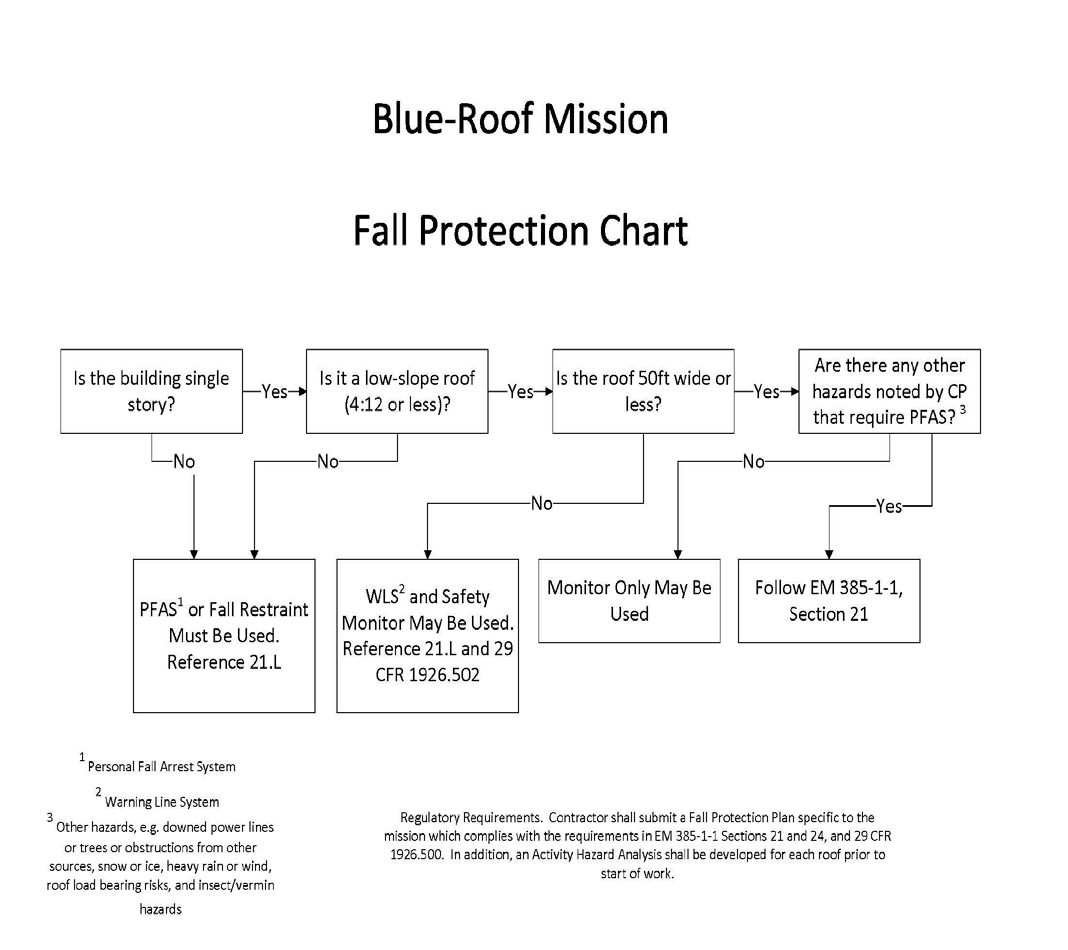 Blue-Roof Mission
Fall Protection Chart
Is the building single
story?
Yes
Is it a low-slope roof
(4:12 or less)?
Yes
Is the roof 50ft wide or
less?
Yes
Are there any other
hazards noted by CP
that require PFAS? 3
No
No
No
No
Yes
PFAS1 or Fall Restraint
Must Be Used.
Reference 21.L
WLS2 and Safety
Monitor May Be Used.
Reference 21.L and 29
CFR 1926.502
Monitor Only May Be
Used
Follow EM 385-1-1,
Section 21
1 Personal Fall Arrest System
2 Warning Line System
3 Other hazards, e.g. downed power lines
or trees or obstructions from other
sources, snow or ice, heavy rain or wind,
roof load bearing risks, and insect/vermin
hazards
Regulatory Requirements. Contractor shall submit a Fall Protection Plan specific to the
mission which complies with the requirements in EM 385-1-1 Sections 21 and 24, and 29 CFR
1926.500. In addition, an Activity Hazard Analysis shall be developed for each roof prior to
start of work.